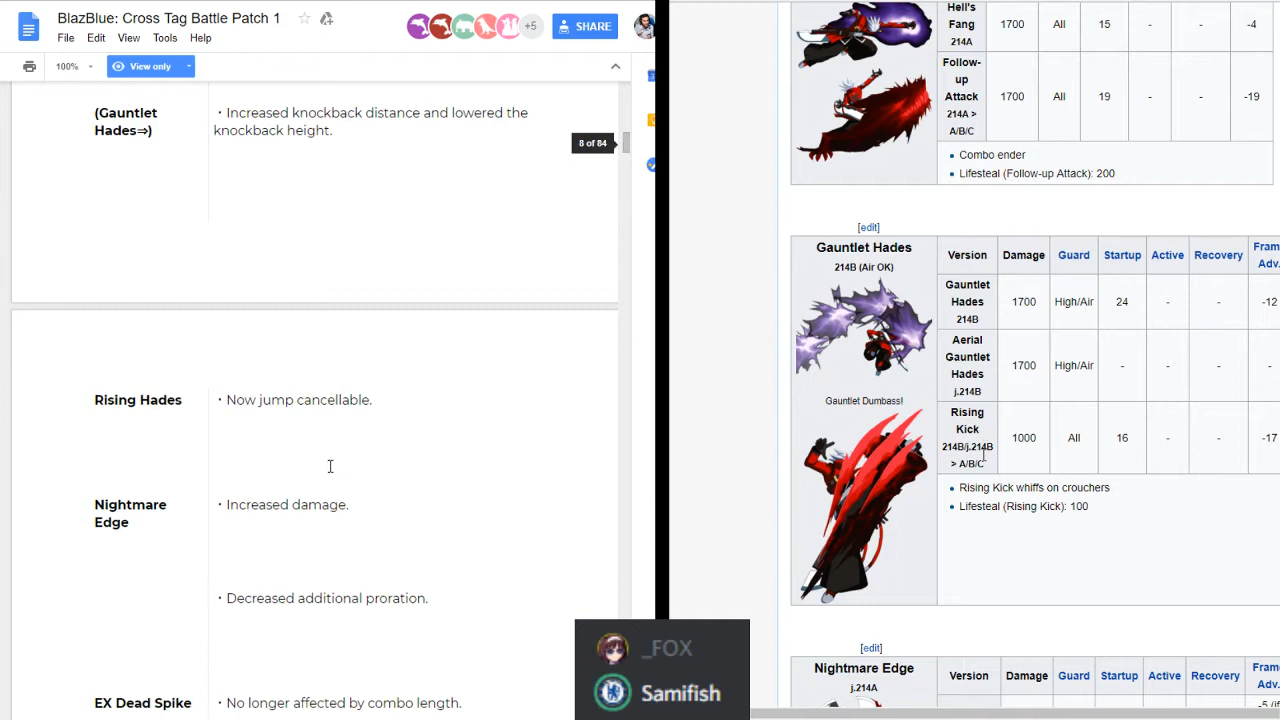 BlazBlue: Cross Tag Battle Patch 1
File Edit View Tools Help
+5
SHARE
100%
View only
(Gauntlet
Hades⇒)
・Increased knockback distance and lowered the
knockback height.
8 of 84
Rising Hades
・Now jump cancellable.
Nightmare
Edge
・Increased damage.
・Decreased additional proration.
EX Dead Spike
・No longer affected by combo length.
_FOX
Samifish
Hell's
Fang
214A
1700 All 15 - - -4
Follow-
up
Attack
214A >
A/B/C
1700 All 19 - - -19
• Combo ender
• Lifesteal (Follow-up Attack): 200
[edit]
Gauntlet Hades
214B (Air OK)
Gauntlet Dumbass!
Version Damage Guard Startup Active Recovery Fram
Adv.
Gauntlet
Hades
214B
1700 High/Air 24 - - -12
Aerial
Gauntlet
Hades
j.214B
1700 High/Air - - - -
Rising
Kick
214B/j.214B
> A/B/C
1000 All 16 - - -17
• Rising Kick whiffs on crouchers
• Lifesteal (Rising Kick): 100
[edit]
Nightmare Edge
j.214A
Version Damage Guard Startup Active Recovery Fram
Adv.
-5 (if